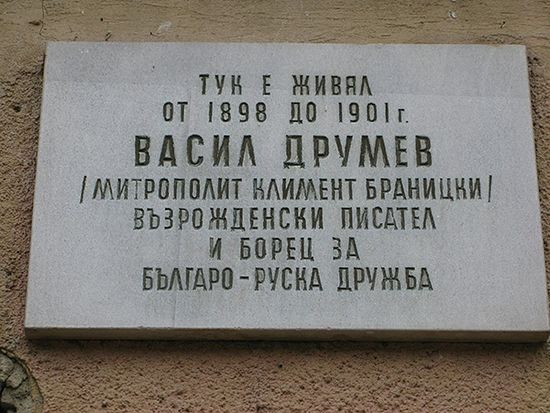 ТУК Е ЖИВЯЛ
ОТ 1898 ДО 1901 г.
ВАСИЛ ДРУМЕВ
/МИТРОПОЛИТ КЛИМЕНТ БРАНИЦКИ/
ВЪЗРОЖДЕНСКИ ПИСАТЕЛ
И БОРЕЦ ЗА
БЪЛГАРО-РУСКА ДРУЖБА